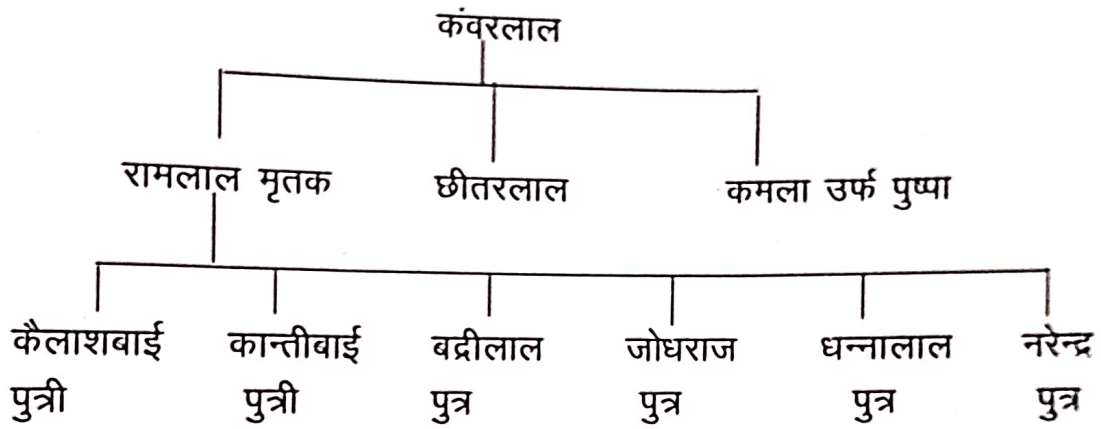 कंवरलाल
रामलाल मृतक छीतरलाल कमला उर्फ पुष्पा
कैलाशबाई कान्तीबाई बद्रीलाल जोधराज धन्नालाल नरेन्द्र
पुत्री पुत्री पुत्र पुत्र पुत्र पुत्र